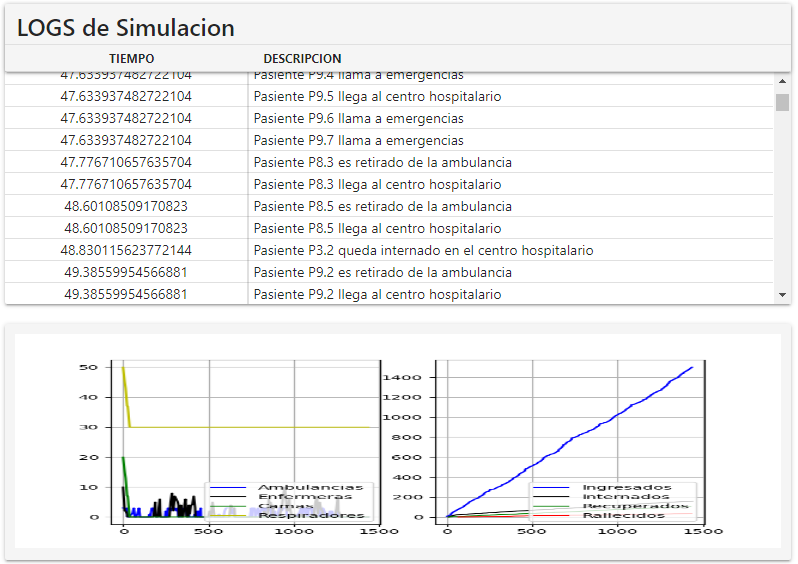 LOGS de Simulacion
TIEMPO DESCRIPCION
47.633937482722104 Pasiente P9.4 llama a emergencias
47.633937482722104 Pasiente P9.5 llega al centro hospitalario
47.633937482722104 Pasiente P9.6 llama a emergencias
47.633937482722104 Pasiente P9.7 llama a emergencias
47.776710657635704 Pasiente P8.3 es retirado de la ambulancia
47.776710657635704 Pasiente P8.3 llega al centro hospitalario
48.60108509170823 Pasiente P8.5 es retirado de la ambulancia
48.60108509170823 Pasiente P8.5 llega al centro hospitalario
48.830115623772144 Pasiente P3.2 queda internado en el centro hospitalario
49.38559954566881 Pasiente P9.2 es retirado de la ambulancia
49.38559954566881 Pasiente P9.2 llega al centro hospitalario
50
40
30
20
10
0
0 500 1000 1500
Ambulancias
Enfermeras
Camas
Respiradores
1400
1200
1000
800
600
400
200
0
0 500 1000 1500
Ingresados
Internados
Recuperados
Fallecidos